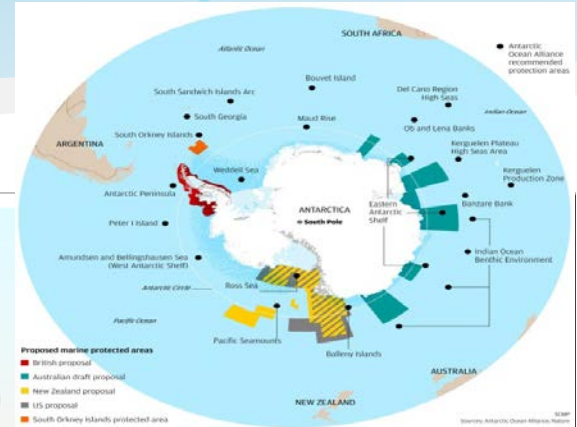 SOUTH AFRICA
Atlantic Ocean
Antarctic
Ocean Alliance
recommended
protection areas
Bouvet Island
South Sandwich Islands Arc
Del Cano Region
High Seas
Indian Ocean
South Georgia
Maud Rise
Ob and Lena Banks
ARGENTINA
South Orkney Islands
Kerguelen Plateau
High Seas Area
Weddell Sea
Kerguelen
Production Zone
Antarctic Peninsula
Eastern
Antarctic
Shelf
ANTARCTICA
South Pole
Banzare Bank
Peter I Island
Indian Ocean
Benthic Environment
Amundsen and Bellingshausen Sea
(West Antarctic Shelf)
Ross Sea
Antarctic Circle
Pacific Ocean
Pacific Seamounts
Balleny Islands
AUSTRALIA
NEW ZEALAND
Proposed marine protected areas
British proposal
Australian draft proposal
New Zealand proposal
US proposal
South Orkney Islands protected area
SCMP
Sources: Antarctic Ocean Alliance, Nature